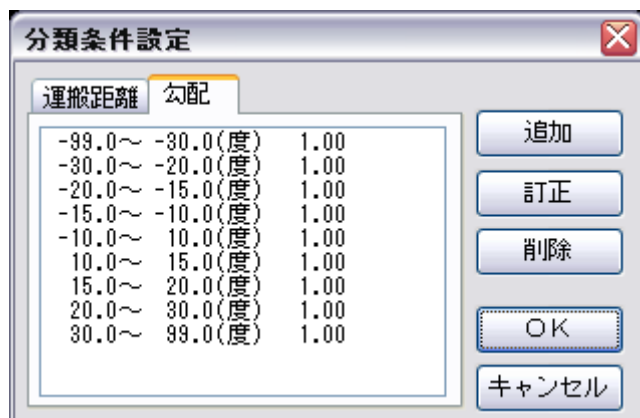 分類条件設定
運搬距離 勾配
-99.0～ -30.0(度) 1.00
-30.0～ -20.0(度) 1.00
-20.0～ -15.0(度) 1.00
-15.0～ -10.0(度) 1.00
-10.0～ 10.0(度) 1.00
10.0～ 15.0(度) 1.00
15.0～ 20.0(度) 1.00
20.0～ 30.0(度) 1.00
30.0～ 99.0(度) 1.00
追加
訂正
削除
ＯＫ
キャンセル